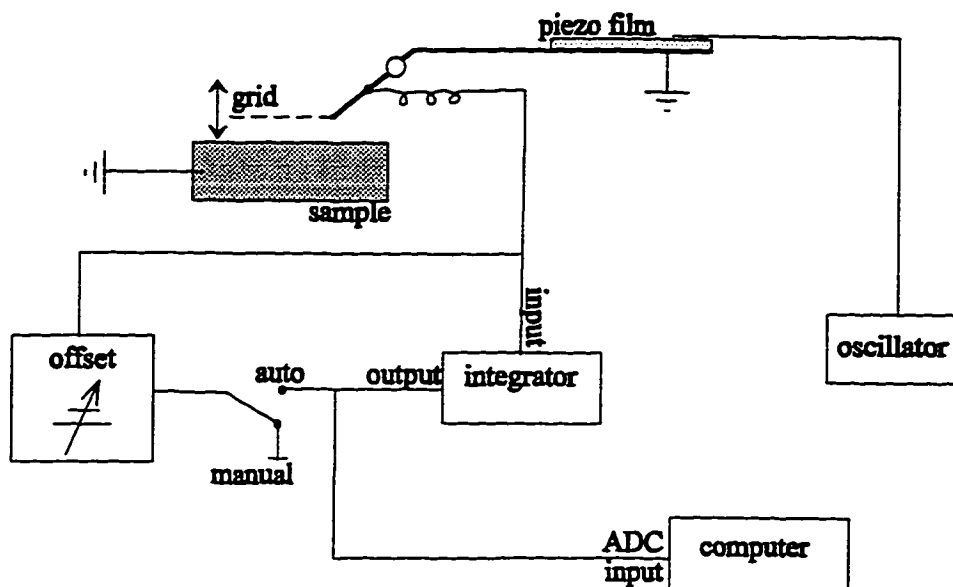 piezo film
grid
sample
input
offset
auto
output
integrator
oscillator
manual
ADC
input
computer